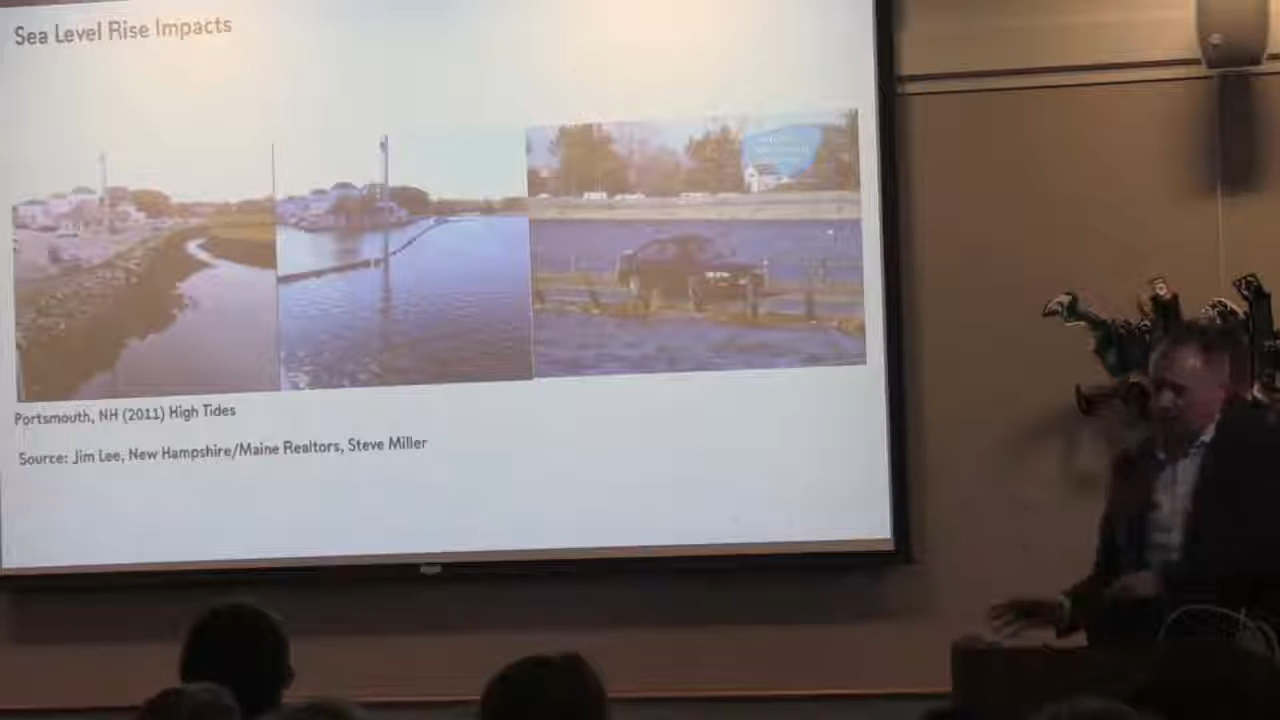 Sea Level Rise Impacts
Portsmouth, NH (2011) High Tides
Source: Jim Lee, New Hampshire/Maine Realtors, Steve Miller